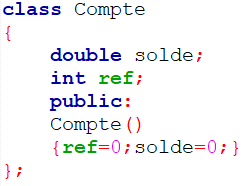 class Compte
{
double solde;
int ref;
public:
Compte()
{ref=0;solde=0;}
};